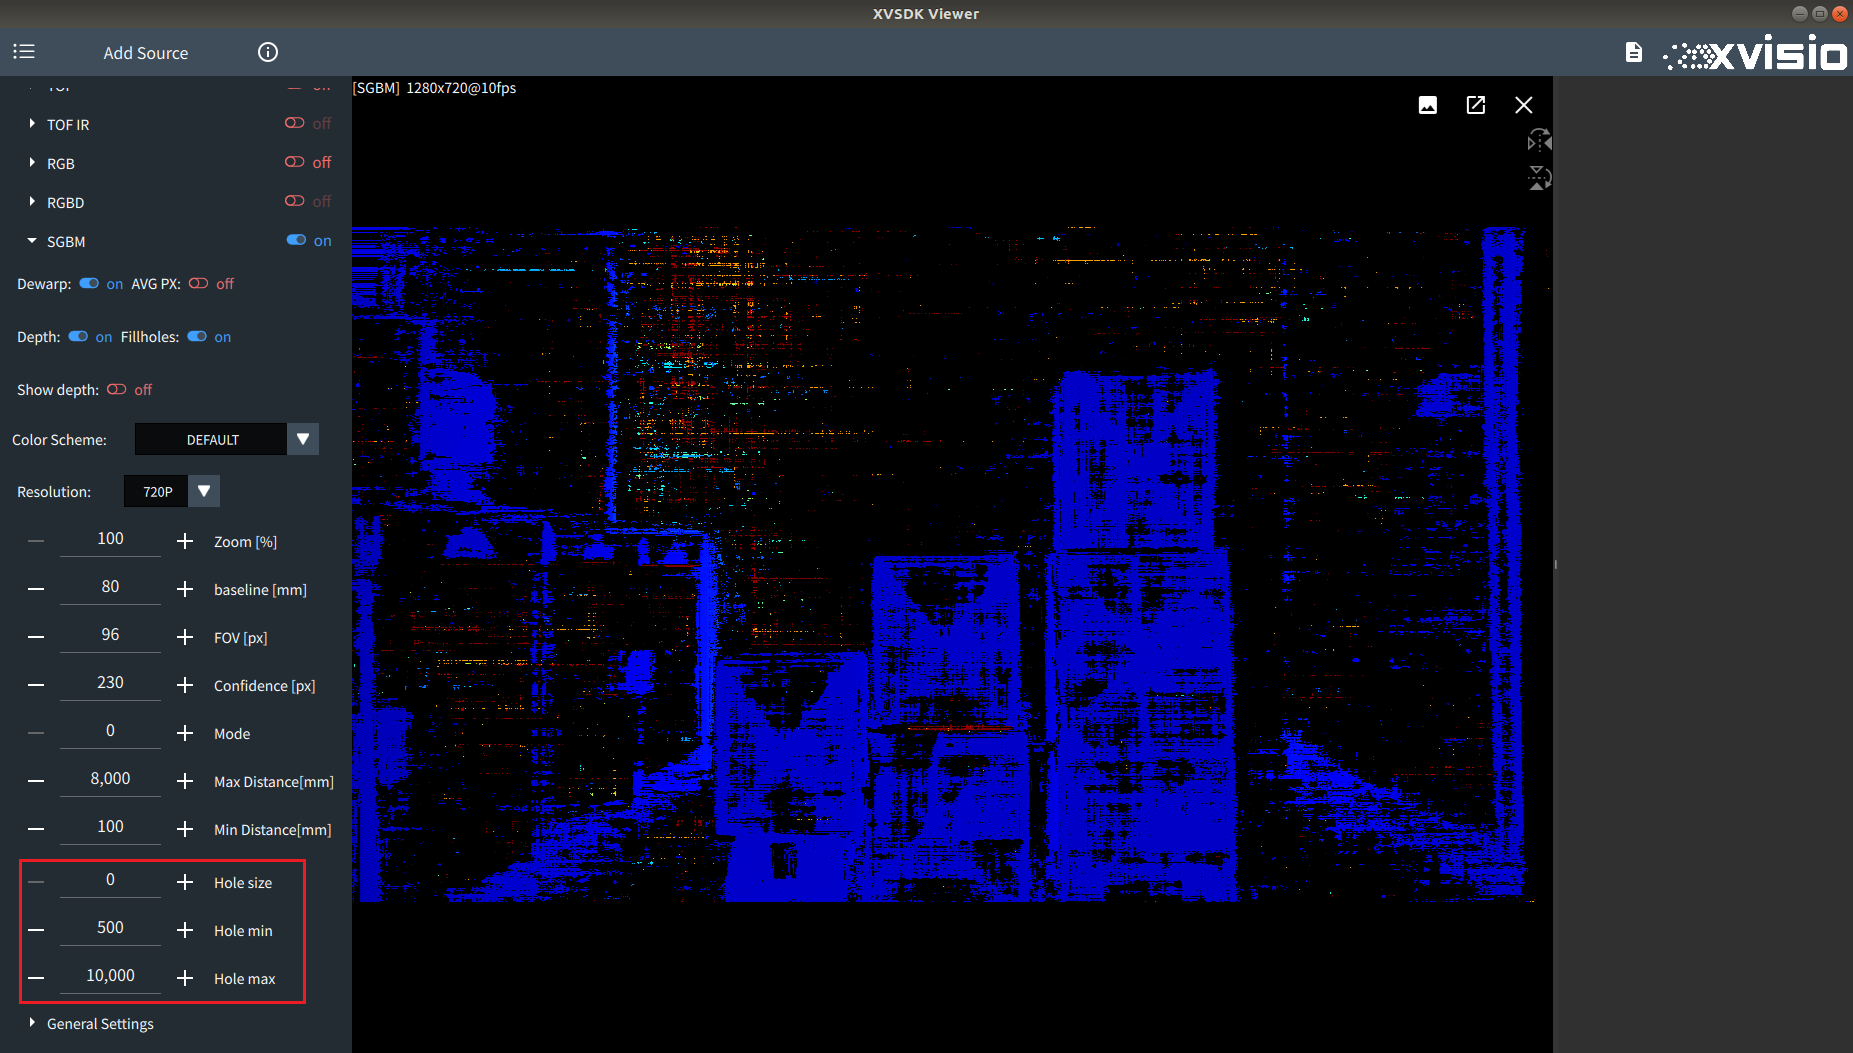 XVSDK Viewer
Add Source
xvisio
[SGBM] 1280x720@10fps
TOF IR off
RGB off
RGBD off
SGBM on
Dewarp: on AVG PX: off
Depth: on Fillholes: on
Show depth: off
Color Scheme: DEFAULT
Resolution: 720P
100 Zoom [%]
80 baseline [mm]
96 FOV [px]
230 Confidence [px]
0 Mode
8,000 Max Distance[mm]
100 Min Distance[mm]
0 Hole size
500 Hole min
10,000 Hole max
General Settings